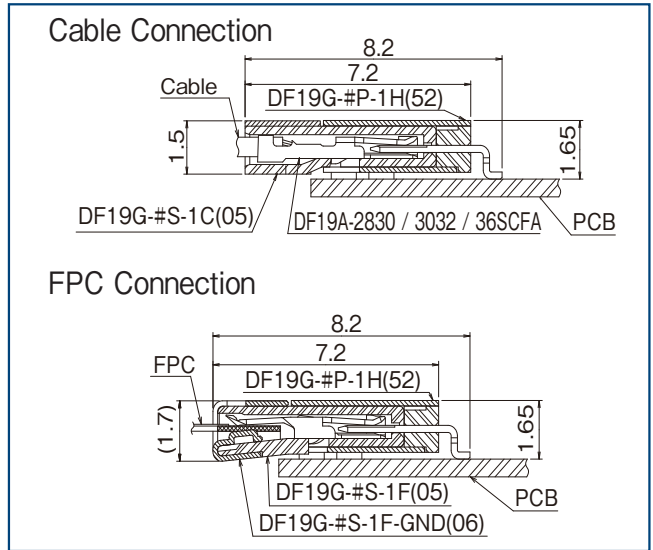 Cable Connection
8.2
7.2
Cable
DF19G-#P-1H(52)
1.5
1.65
DF19G-#S-1C(05)
DF19A-2830 / 3032 / 36SCFA
PCB
FPC Connection
8.2
7.2
FPC
DF19G-#P-1H(52)
(1.7)
1.65
DF19G-#S-1F(05)
PCB
DF19G-#S-1F-GND(06)